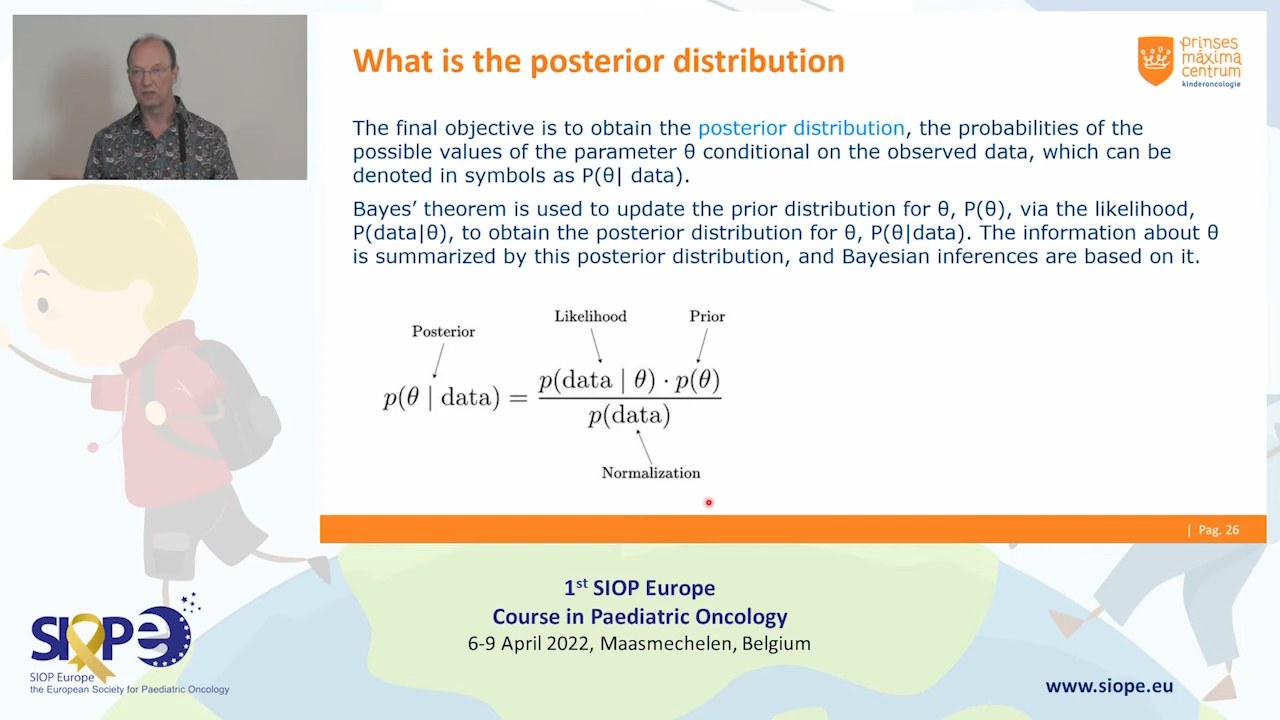 What is the posterior distribution
prinses
máxima
centrum
kinderoncologie
The final objective is to obtain the posterior distribution, the probabilities of the
possible values of the parameter θ conditional on the observed data, which can be
denoted in symbols as P(θ| data).
Bayes’ theorem is used to update the prior distribution for θ, P(θ), via the likelihood,
P(data|θ), to obtain the posterior distribution for θ, P(θ|data). The information about θ
is summarized by this posterior distribution, and Bayesian inferences are based on it.
Likelihood Prior
Posterior
p(data | θ) · p(θ)
p(θ | data) =
p(data)
Normalization
| Pag. 26
1st SIOP Europe
Course in Paediatric Oncology
6-9 April 2022, Maasmechelen, Belgium
SIOPe
SIOP Europe
the European Society for Paediatric Oncology
www.siope.eu